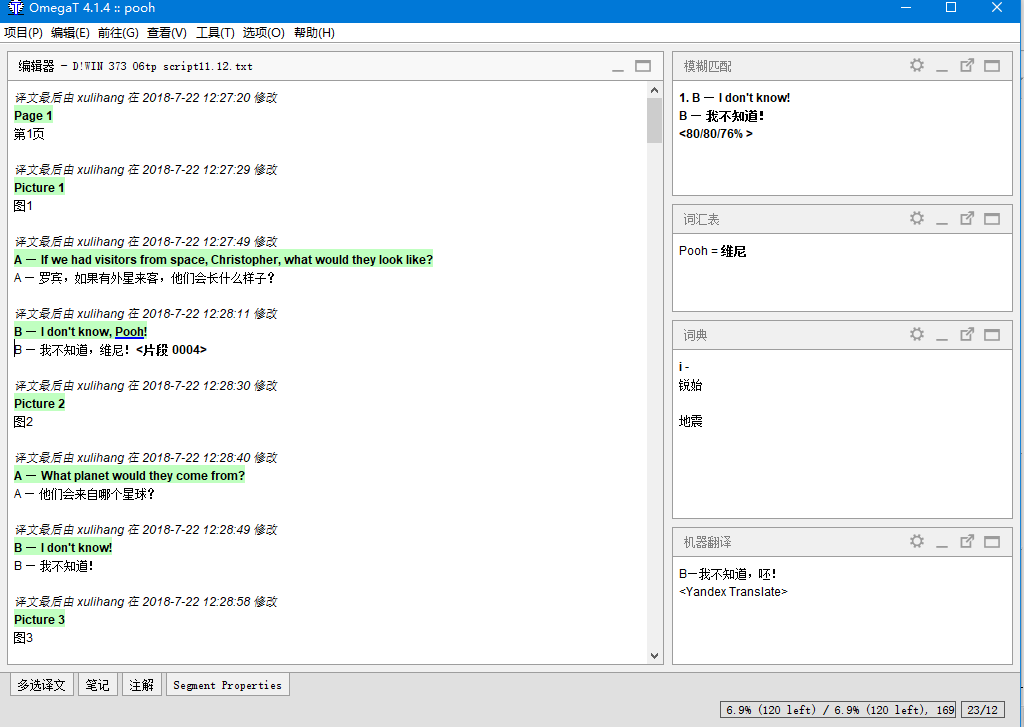 OmegaT 4.1.4 :: pooh
项目(P) 编辑(E) 前往(G) 查看(V) 工具(T) 选项(O) 帮助(H)
编辑器 - D!WIN 373 06tp script11.12.txt
译文最后由 xulihang 在 2018-7-22 12:27:20 修改
Page 1
第1页
译文最后由 xulihang 在 2018-7-22 12:27:29 修改
Picture 1
图1
译文最后由 xulihang 在 2018-7-22 12:27:49 修改
A — If we had visitors from space, Christopher, what would they look like?
A — 罗宾，如果有外星来客，他们会长什么样子？
译文最后由 xulihang 在 2018-7-22 12:28:11 修改
B — I don't know, Pooh!
B — 我不知道，维尼！<片段 0004>
译文最后由 xulihang 在 2018-7-22 12:28:30 修改
Picture 2
图2
译文最后由 xulihang 在 2018-7-22 12:28:40 修改
A — What planet would they come from?
A — 他们会来自哪个星球？
译文最后由 xulihang 在 2018-7-22 12:28:49 修改
B — I don't know!
B — 我不知道！
译文最后由 xulihang 在 2018-7-22 12:28:58 修改
Picture 3
图3
模糊匹配
1. B — I don't know!
B — 我不知道！
<80/80/76% >
词汇表
Pooh = 维尼
词典
i -
锐始
地震
机器翻译
B—我不知道，呸！
<Yandex Translate>
多选译文 笔记 注解 Segment Properties
6.9% (120 left) / 6.9% (120 left), 169 23/12